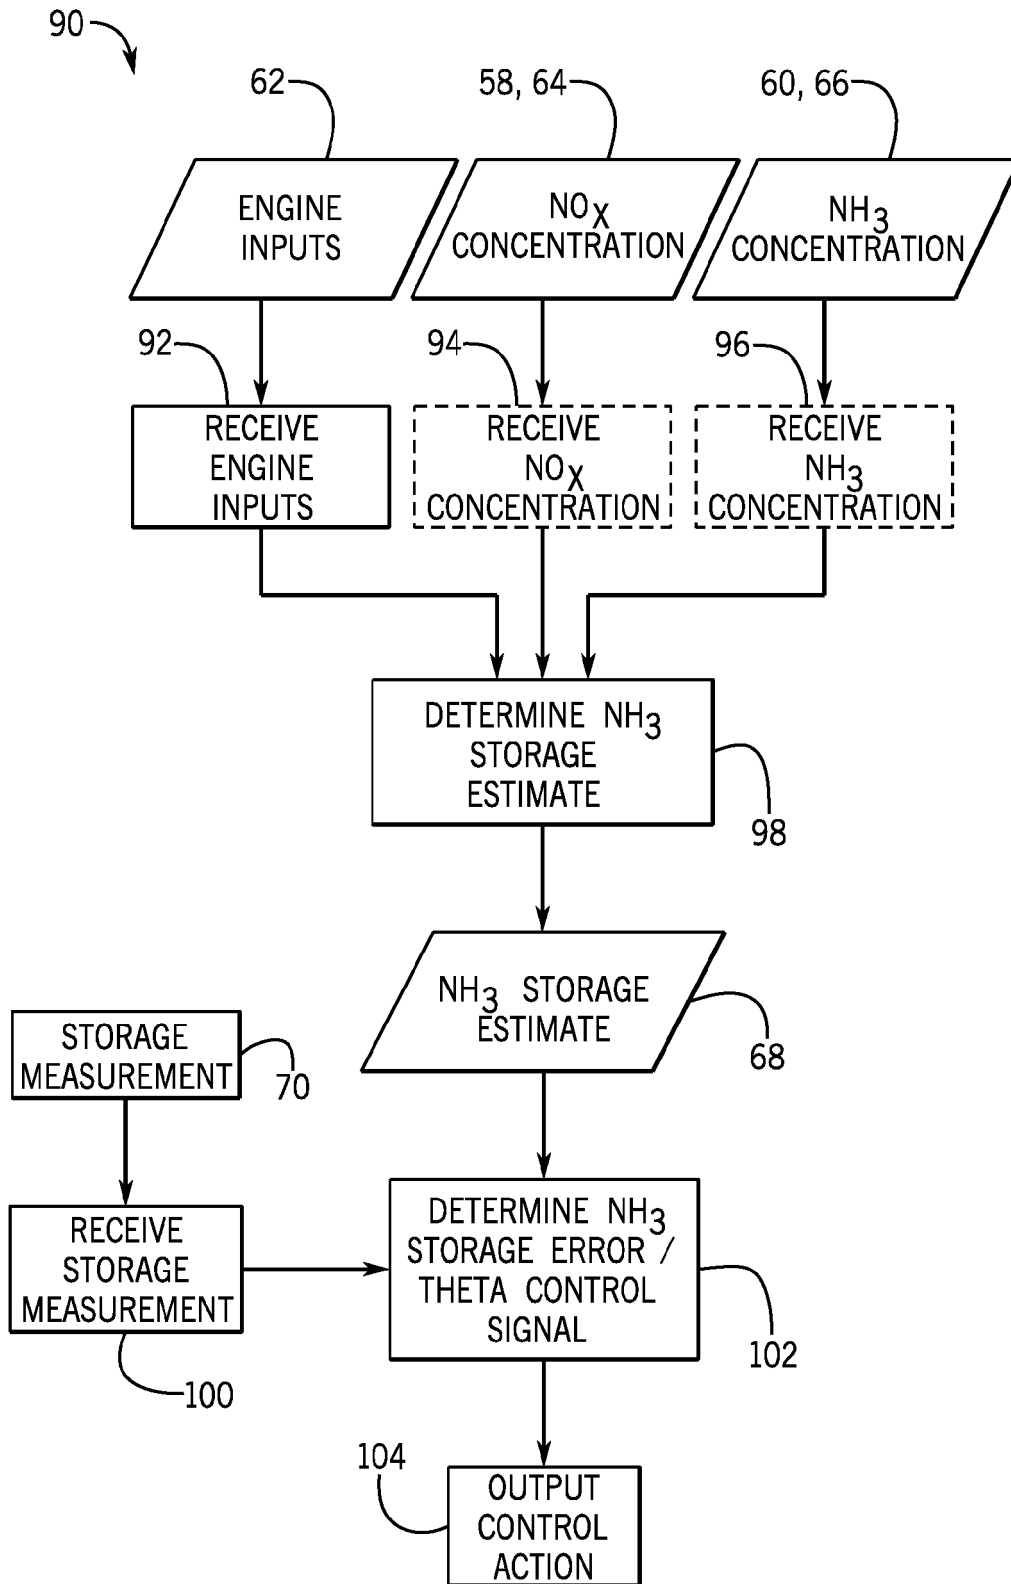 90
62
58, 64
60, 66
ENGINE
INPUTS
NOX
CONCENTRATION
NH3
CONCENTRATION
92
94
96
RECEIVE
ENGINE
INPUTS
RECEIVE
NOX
CONCENTRATION
RECEIVE
NH3
CONCENTRATION
DETERMINE NH3
STORAGE
ESTIMATE
98
NH3 STORAGE
ESTIMATE
68
STORAGE
MEASUREMENT
70
RECEIVE
STORAGE
MEASUREMENT
100
DETERMINE NH3
STORAGE ERROR /
THETA CONTROL
SIGNAL
102
104
OUTPUT
CONTROL
ACTION